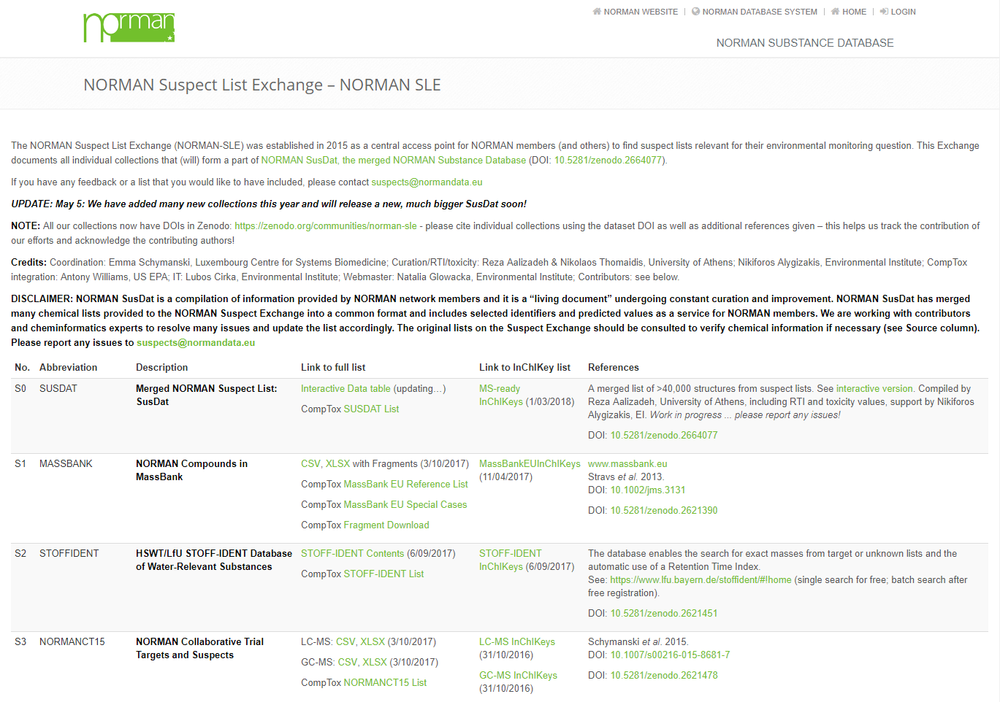 norman
NORMAN WEBSITE | NORMAN DATABASE SYSTEM | HOME | LOGIN
NORMAN SUBSTANCE DATABASE
NORMAN Suspect List Exchange – NORMAN SLE
The NORMAN Suspect List Exchange (NORMAN-SLE) was established in 2015 as a central access point for NORMAN members (and others) to find suspect lists relevant for their environmental monitoring question. This Exchange
documents all individual collections that (will) form a part of NORMAN SusDat, the merged NORMAN Substance Database (DOI: 10.5281/zenodo.2664077).
If you have any feedback or a list that you would like to have included, please contact suspects@normandata.eu
UPDATE: May 5: We have added many new collections this year and will release a new, much bigger SusDat soon!
NOTE: All our collections now have DOIs in Zenodo: https://zenodo.org/communities/norman-sle - please cite individual collections using the dataset DOI as well as additional references given – this helps us track the contribution of
our efforts and acknowledge the contributing authors!
Credits: Coordination: Emma Schymanski, Luxembourg Centre for Systems Biomedicine; Curation/RTI/toxicity: Reza Aalizadeh & Nikolaos Thomaidis, University of Athens; Nikiforos Alygizakis, Environmental Institute; CompTox
integration: Antony Williams, US EPA; IT: Lubos Cirka, Environmental Institute; Webmaster: Natalia Glowacka, Environmental Institute; Contributors: see below.
DISCLAIMER: NORMAN SusDat is a compilation of information provided by NORMAN network members and it is a “living document” undergoing constant curation and improvement. NORMAN SusDat has merged
many chemical lists provided to the NORMAN Suspect Exchange into a common format and includes selected identifiers and predicted values as a service for NORMAN members. We are working with contributors
and cheminformatics experts to resolve many issues and update the list accordingly. The original lists on the Suspect Exchange should be consulted to verify chemical information if necessary (see Source column).
Please report any issues to suspects@normandata.eu
No. Abbreviation Description Link to full list Link to InChIKey list References
S0 SUSDAT
Merged NORMAN Suspect List:
SusDat
Interactive Data table (updating…)
CompTox SUSDAT List
MS-ready
InChIKeys (1/03/2018)
A merged list of >40,000 structures from suspect lists. See interactive version. Compiled by
Reza Aalizadeh, University of Athens, including RTI and toxicity values, support by Nikiforos
Alygizakis, EI. Work in progress ... please report any issues!
DOI: 10.5281/zenodo.2664077
S1 MASSBANK
NORMAN Compounds in
MassBank
CSV, XLSX with Fragments (3/10/2017)
CompTox MassBank EU Reference List
CompTox MassBank EU Special Cases
CompTox Fragment Download
MassBankEUInChIKeys
(11/04/2017)
www.massbank.eu
Stravs et al. 2013.
DOI: 10.1002/jms.3131
DOI: 10.5281/zenodo.2621390
S2 STOFFIDENT
HSWT/LfU STOFF-IDENT Database
of Water-Relevant Substances
STOFF-IDENT Contents (6/09/2017)
CompTox STOFF-IDENT List
STOFF-IDENT
InChIKeys (6/09/2017)
The database enables the search for exact masses from target or unknown lists and the
automatic use of a Retention Time Index.
See: https://www.lfu.bayern.de/stoffident/#!home (single search for free; batch search after
free registration).
DOI: 10.5281/zenodo.2621451
S3 NORMANCT15
NORMAN Collaborative Trial
Targets and Suspects
LC-MS: CSV, XLSX (3/10/2017)
GC-MS: CSV, XLSX (3/10/2017)
CompTox NORMANCT15 List
LC-MS InChIKeys
(31/10/2016)
GC-MS InChIKeys
(31/10/2016)
Schymanski et al. 2015.
DOI: 10.1007/s00216-015-8681-7
DOI: 10.5281/zenodo.2621478